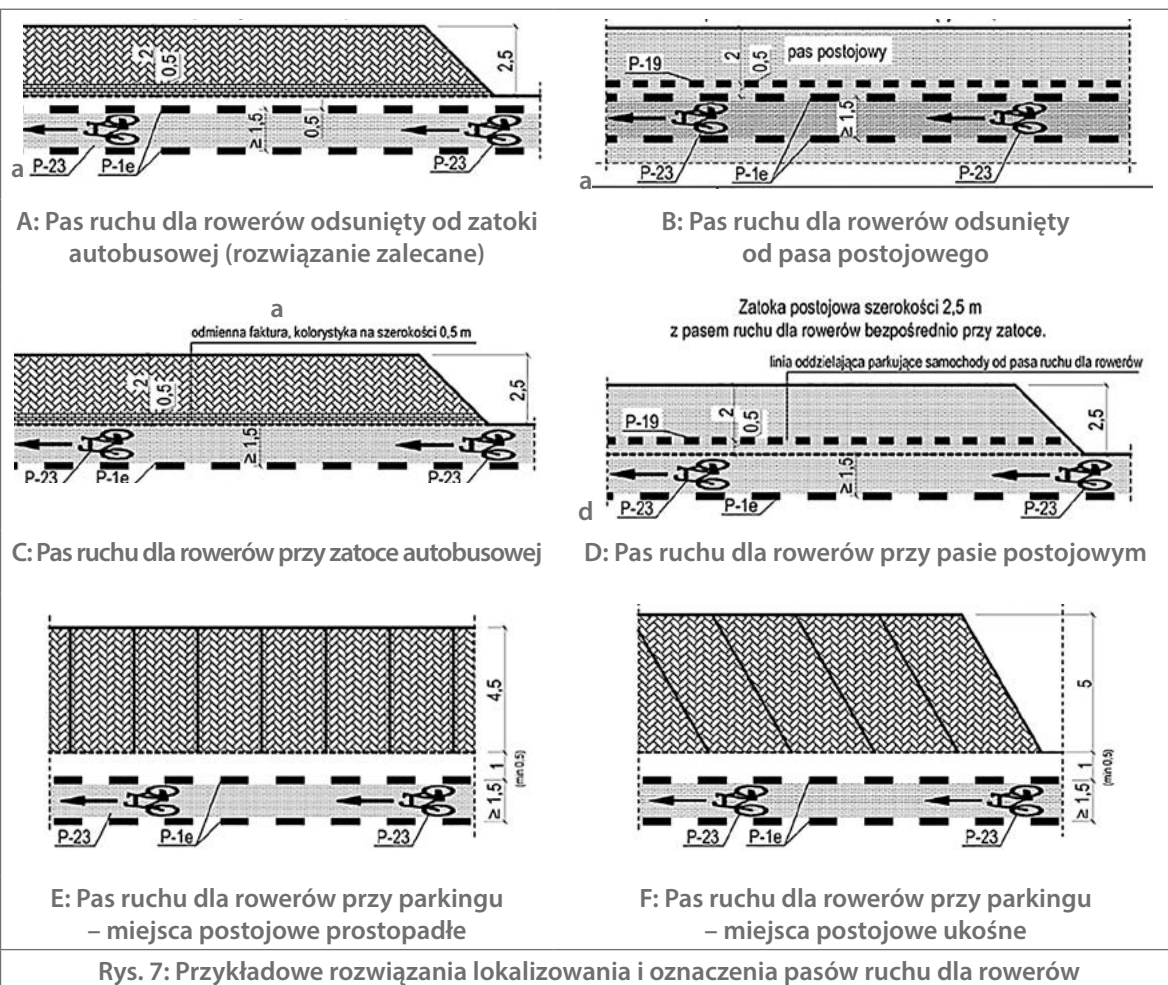 2
0,5
2,5
≥ 1,5
0,5
a
P-23
P-1e
P-23
A: Pas ruchu dla rowerów odsunięty od zatoki
autobusowej (rozwiązanie zalecane)
P-19
2
0,5
pas postojowy
≥ 1,5
a
P-23
P-1e
P-23
B: Pas ruchu dla rowerów odsunięty
od pasa postojowego
a
odmienna faktura, kolorystyka na szerokości 0,5 m
2
0,5
2,5
≥ 1,5
P-23
P-1e
P-23
C: Pas ruchu dla rowerów przy zatoce autobusowej
Zatoka postojowa szerokości 2,5 m
z pasem ruchu dla rowerów bezpośrednio przy zatoce.
linia oddzielająca parkujące samochody od pasa ruchu dla rowerów
P-19
2
0,5
2,5
≥ 1,5
d
P-23
P-1e
P-23
D: Pas ruchu dla rowerów przy pasie postojowym
4,5
1
(min 0,5)
≥ 1,5
P-23
P-1e
P-23
E: Pas ruchu dla rowerów przy parkingu
– miejsca postojowe prostopadłe
5
1
(min 0,5)
≥ 1,5
P-23
P-1e
P-23
F: Pas ruchu dla rowerów przy parkingu
– miejsca postojowe ukośne
Rys. 7: Przykładowe rozwiązania lokalizowania i oznaczenia pasów ruchu dla rowerów